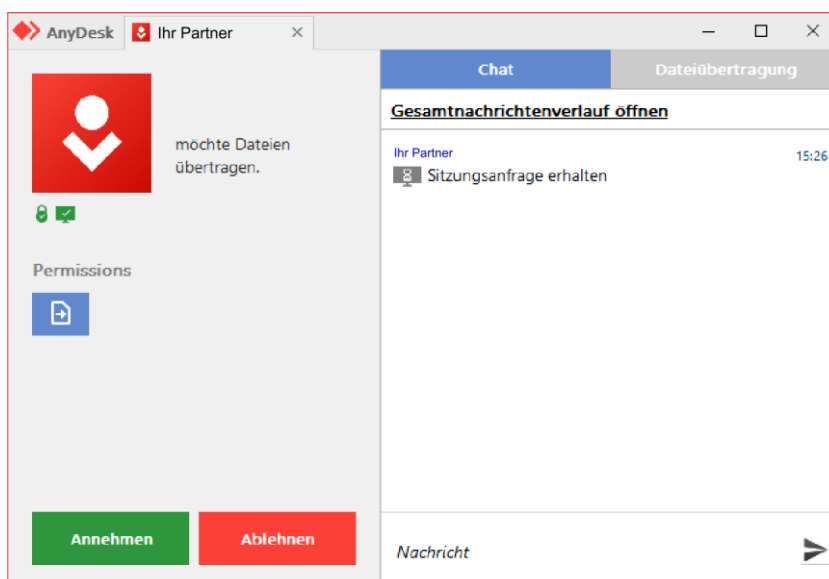 AnyDesk
Ihr Partner
möchte Dateien
übertragen.
Permissions
Annehmen
Ablehnen
Chat
Dateiübertragung
Gesamtnachrichtenverlauf öffnen
Ihr Partner
15:26
Sitzungsanfrage erhalten
Nachricht